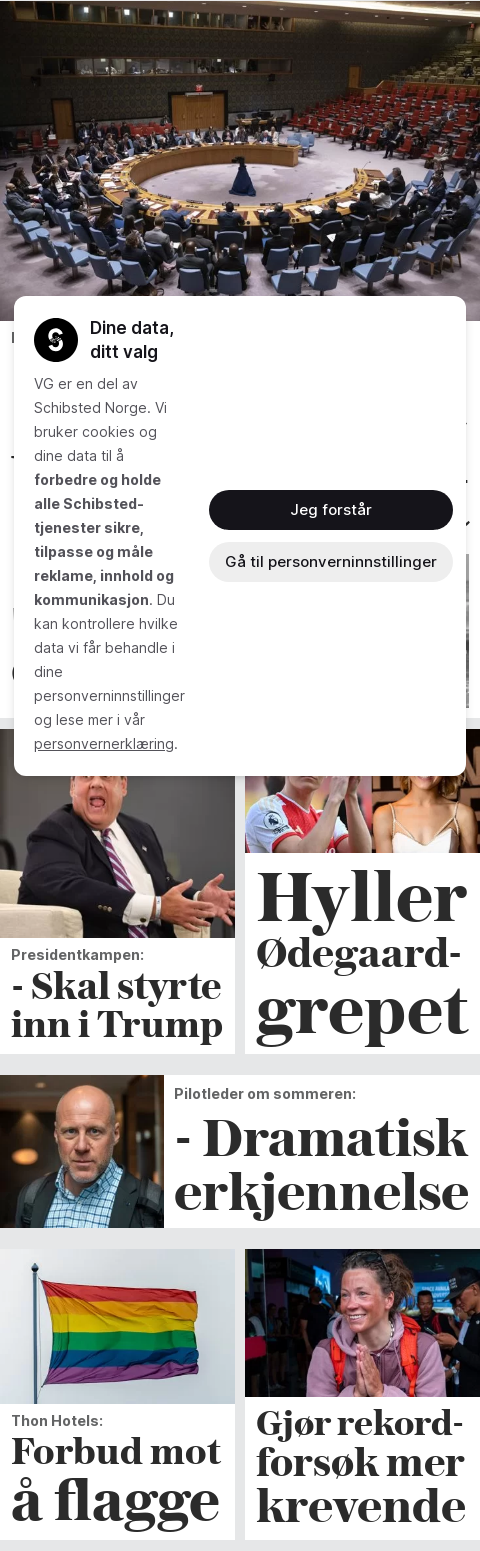 Dine data,
ditt valg
VG er en del av
Schibsted Norge. Vi
bruker cookies og
dine data til å
forbedre og holde
alle Schibsted-
tjenester sikre,
tilpasse og måle
reklame, innhold og
kommunikasjon. Du
kan kontrollere hvilke
data vi får behandle i
dine
personverninnstillinger
og lese mer i vår
personvernerklæring.
Jeg forstår
Gå til personverninnstillinger
Presidentkampen:
- Skal styrte
inn i Trump
Hyller
Ødegaard-
grepet
Pilotleder om sommeren:
- Dramatisk
erkjennelse
Thon Hotels:
Forbud mot
å flagge
Gjør rekord-
forsøk mer
krevende